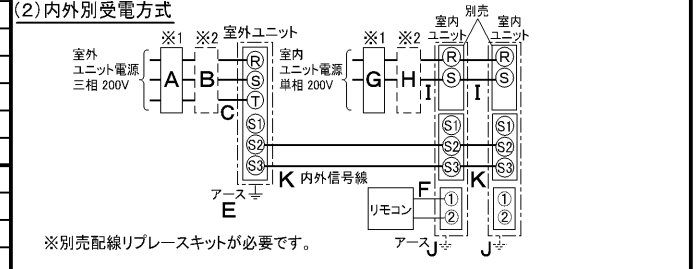 (2)内外別受電方式
※1 ※2 室外ユニット
室外
ユニット電源
三相 200V
A B C
R
S
T
S1
S2
S3
アース
E
K 内外信号線
※1 ※2
室内
ユニット電源
単相 200V
G H I I
室内
ユニット
別売
室内
ユニット
R R
S S
S1 S1
S2 S2
S3 S3
F K
リモコン
1 1
2 2
アース J J
※別売配線リプレースキットが必要です。